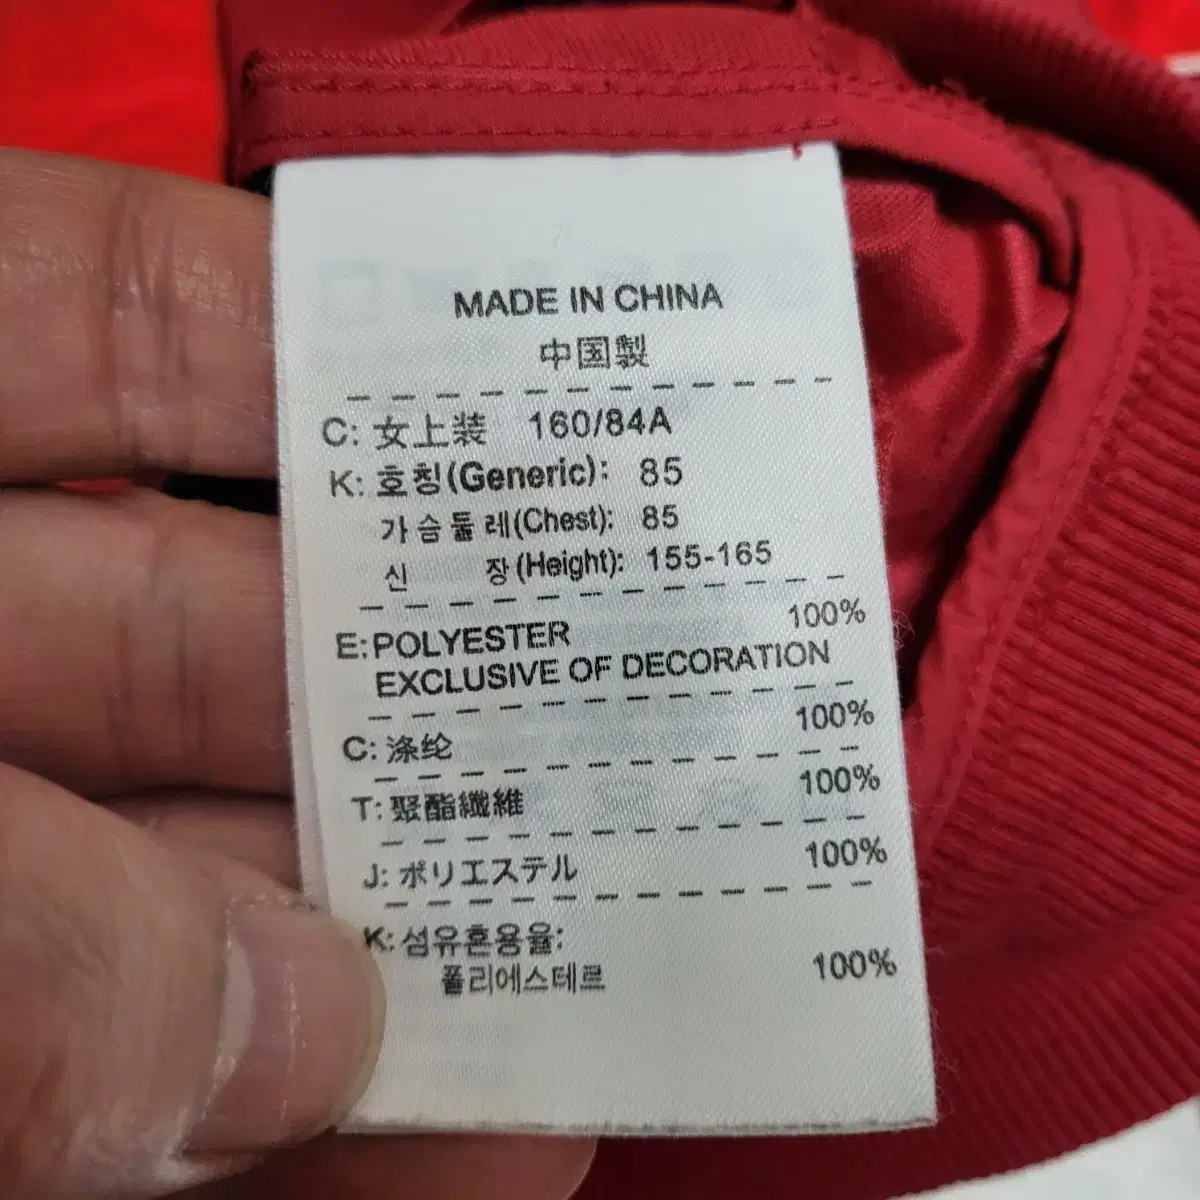 MADE IN CHINA
中国製
C: 女上装 160/84A
K: 호칭(Generic): 85
가슴둘레(Chest): 85
신 장(Height): 155-165
E:POLYESTER 100%
EXCLUSIVE OF DECORATION
C: 涤纶 100%
T: 聚酯纖維 100%
J: ポリエステル 100%
K: 섬유혼용율:
폴리에스테르 100%